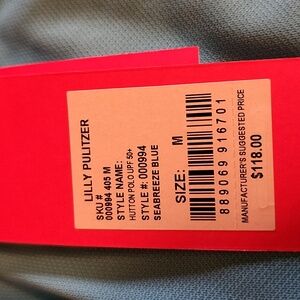 LILLY PULITZER
SKU #
000994 405 M
STYLE NAME:
HUTTON POLO UPF 50+
STYLE #: 000994
SEABREEZE BLUE
SIZE: M
889069916701
MANUFACTURER'S SUGGESTED PRICE
$118.00